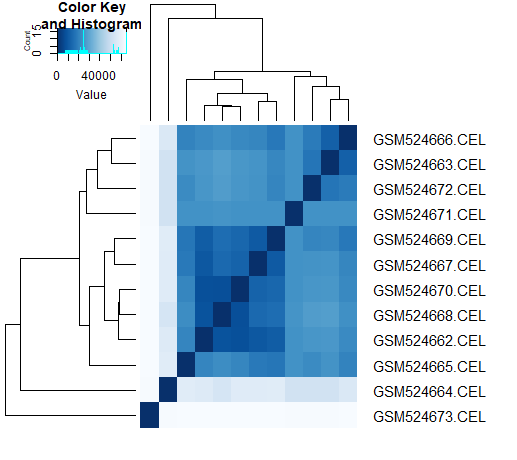 Color Key
and Histogram
Count
0 15
0 40000
Value
GSM524666.CEL
GSM524663.CEL
GSM524672.CEL
GSM524671.CEL
GSM524669.CEL
GSM524667.CEL
GSM524670.CEL
GSM524668.CEL
GSM524662.CEL
GSM524665.CEL
GSM524664.CEL
GSM524673.CEL